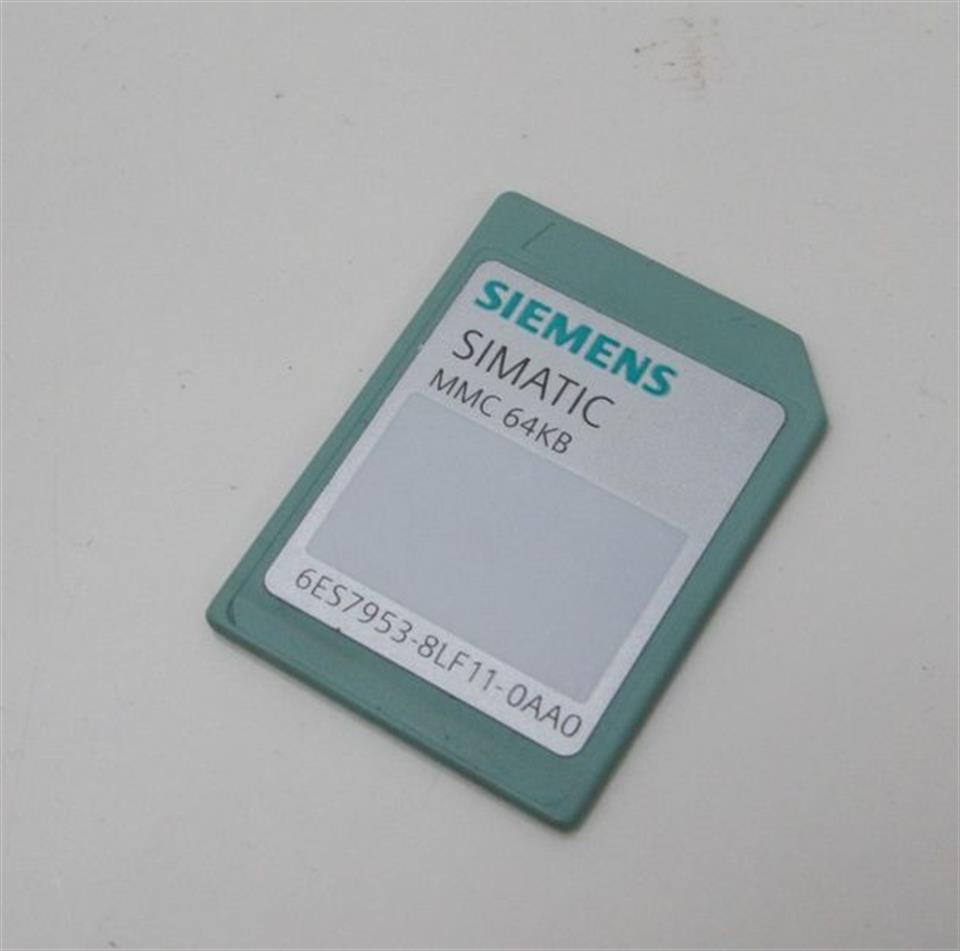 SIEMENS
SIMATIC
MMC 64KB
6ES7953-8LF11-0AA0